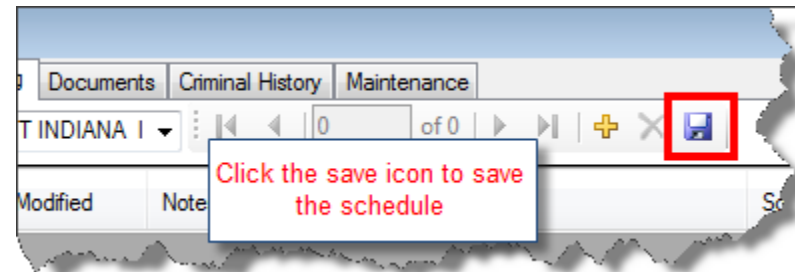 Documents Criminal History Maintenance
T INDIANA 0 of 0
Click the save icon to save
the schedule
Modified Note